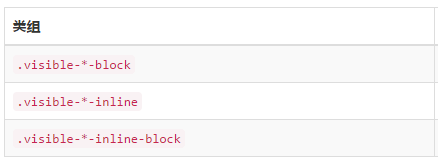 类组
.visible-*-block
.visible-*-inline
.visible-*-inline-block